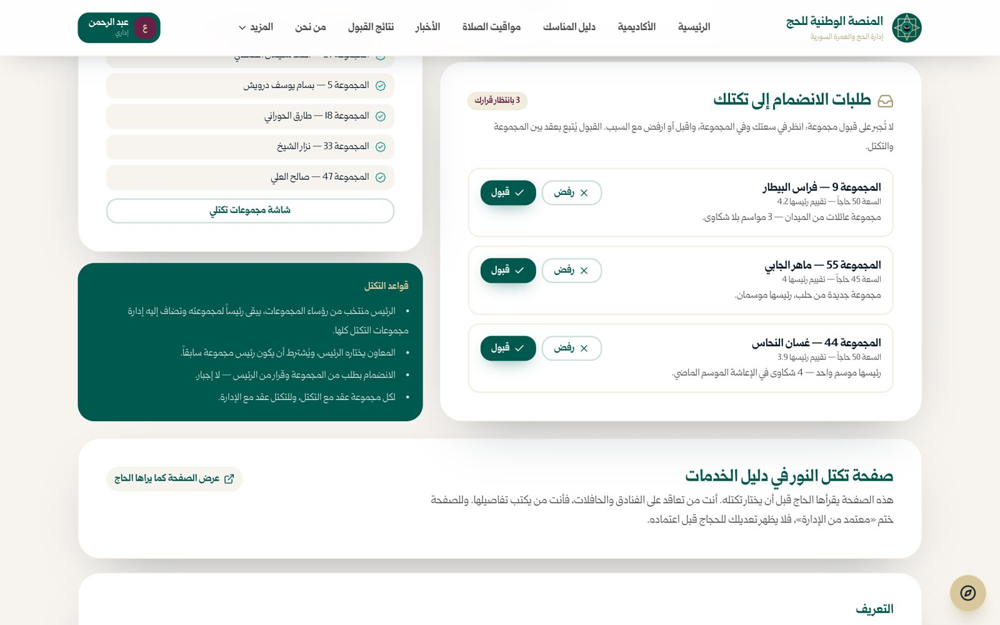 المنصة الوطنية للحج
إدارة الحج والعمرة السورية
الرئيسية
الأكاديمية
دليل المناسك
مواقيت الصلاة
الأخبار
نتائج القبول
من نحن
المزيد
عبد الرحمن
إداري
ع
طلبات الانضمام إلى تكتلك
3 بانتظار قرارك
لا تُجبر على قبول مجموعة: انظر في سعتك وفي المجموعة، واقبل أو ارفض مع السبب. القبول يُتبع بعقد بين المجموعة
والتكتل.
المجموعة 9 — فراس البيطار
السعة 50 حاجاً — تقييم رئيسها 4.2
مجموعة عائلات من الميدان — 3 مواسم بلا شكاوى.
رفض
قبول
المجموعة 55 — ماهر الجابي
السعة 45 حاجاً — تقييم رئيسها 4
مجموعة جديدة من حلب، رئيسها موسمان.
رفض
قبول
المجموعة 44 — غسان النحاس
السعة 50 حاجاً — تقييم رئيسها 3.9
رئيسها موسم واحد — 4 شكاوى في الإعاشة الموسم الماضي.
رفض
قبول
المجموعة 5 — بسام يوسف درويش
المجموعة 18 — طارق الحوراني
المجموعة 33 — نزار الشيخ
المجموعة 47 — صالح العلي
شاشة مجموعات تكتلي
قواعد التكتل
• الرئيس منتخب من رؤساء المجموعات، يبقى رئيساً لمجموعته وتضاف إليه إدارة
مجموعات التكتل كلها.
• المعاون يختاره الرئيس، ويُشترط أن يكون رئيس مجموعة سابقاً.
• الانضمام بطلب من المجموعة وقرار من الرئيس — لا إجبار.
• لكل مجموعة عقد مع التكتل، وللتكتل عقد مع الإدارة.
صفحة تكتل النور في دليل الخدمات
عرض الصفحة كما يراها الحاج
هذه الصفحة يقرأها الحاج قبل أن يختار تكتله. أنت من تعاقد على الفنادق والحافلات، فأنت من يكتب تفاصيلها. وللصفحة
ختم «معتمد من الإدارة»، فلا يظهر تعديلك للحجاج قبل اعتماده.
التعريف